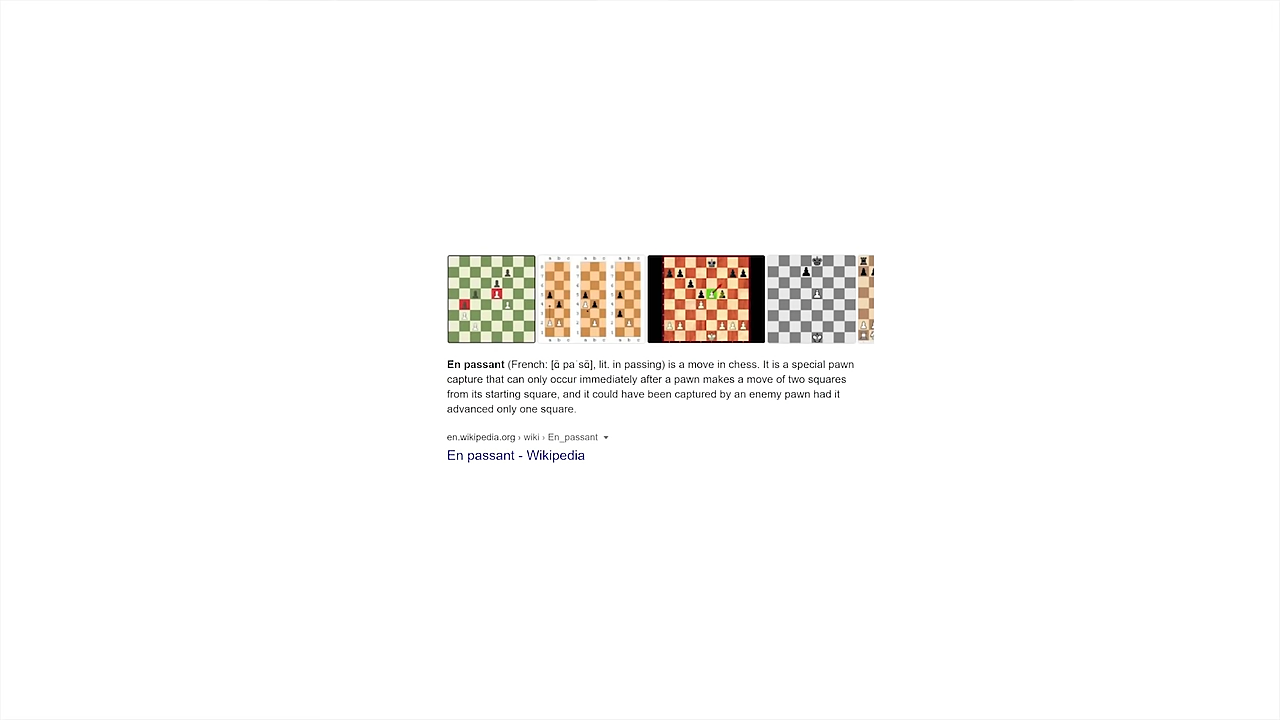 En passant (French: [ɑ̃ paˈsɑ̃], lit. in passing) is a move in chess. It is a special pawn
capture that can only occur immediately after a pawn makes a move of two squares
from its starting square, and it could have been captured by an enemy pawn had it
advanced only one square.
en.wikipedia.org › wiki › En_passant
En passant - Wikipedia